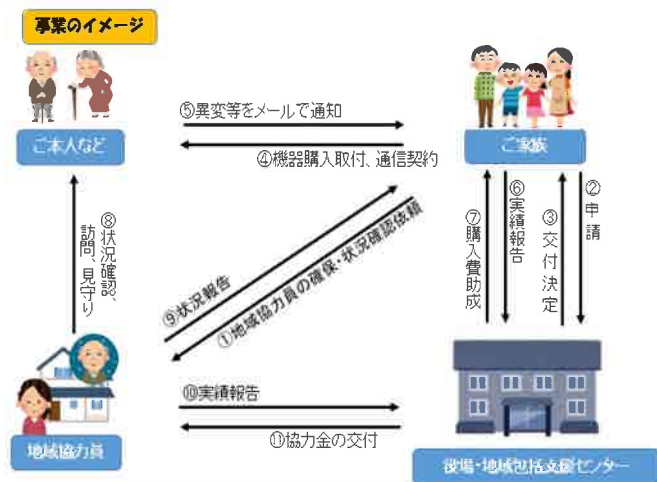 事業のイメージ
ご本人など
ご家族
⑤異変等をメールで通知
④機器購入取付、通信契約
⑧状況確認、
訪問、見守り
⑨状況報告
①地域協力員の確保・状況確認依頼
⑦購入費助成
⑥実績報告
③交付決定
②申請
⑩実績報告
⑪協力金の交付
地域協力員
役場・地域包括支援センター